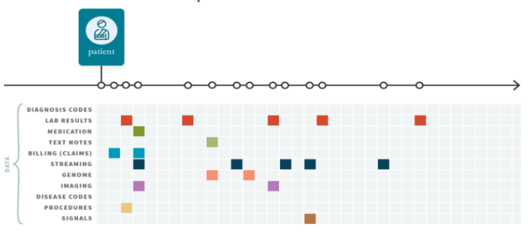 patient
DIAGNOSIS CODES
LAB RESULTS
MEDICATION
TEXT NOTES
BILLING (CLAIMS)
STREAMING
GENOME
IMAGING
DISEASE CODES
PROCEDURES
SIGNALS
DATA